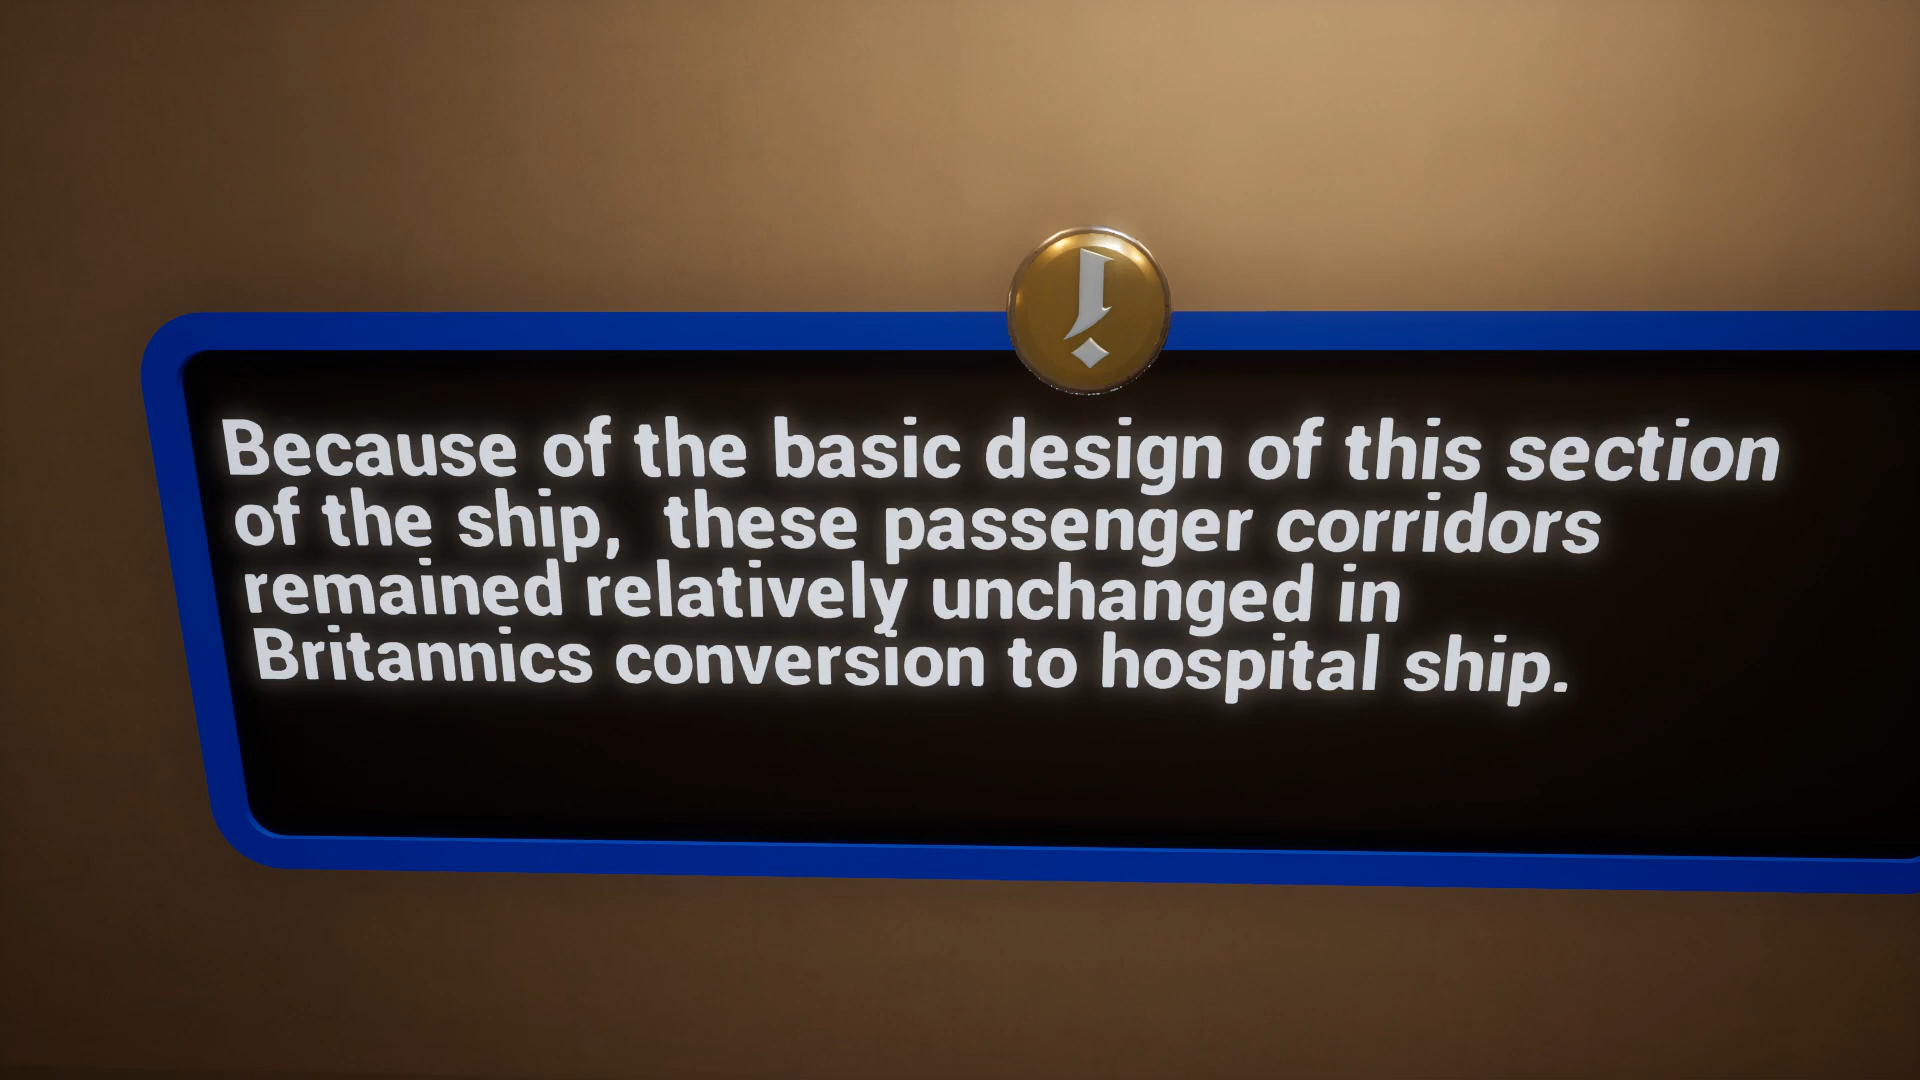 Because of the basic design of this section
of the ship,  these passenger corridors
remained relatively unchanged in
Britannics conversion to hospital ship.